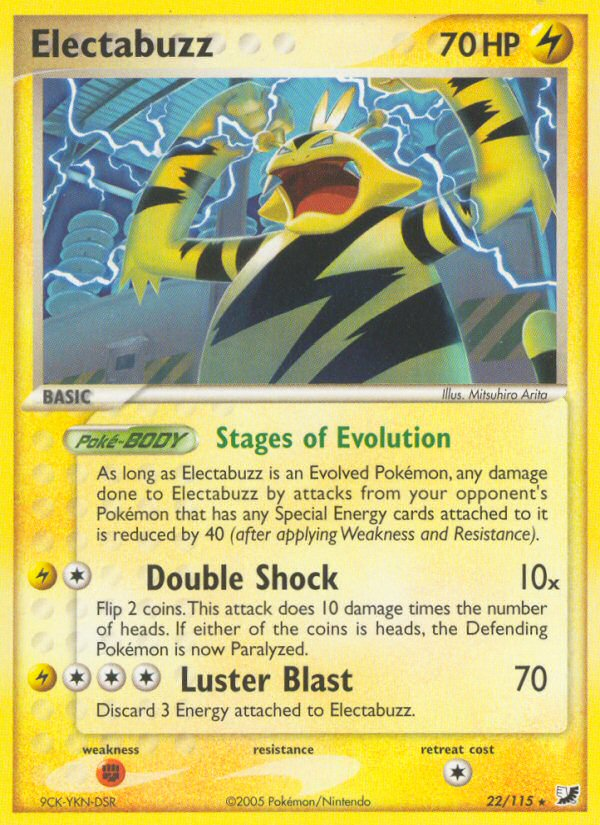 Electabuzz 70 HP
BASIC Illus. Mitsuhiro Arita
Poké-BODY Stages of Evolution
As long as Electabuzz is an Evolved Pokémon, any damage
done to Electabuzz by attacks from your opponent's
Pokémon that has any Special Energy cards attached to it
is reduced by 40 (after applying Weakness and Resistance).
Double Shock 10x
Flip 2 coins. This attack does 10 damage times the number
of heads. If either of the coins is heads, the Defending
Pokémon is now Paralyzed.
Luster Blast 70
Discard 3 Energy attached to Electabuzz.
weakness resistance retreat cost
9CK-YKN-DSR ©2005 Pokémon/Nintendo 22/115 ★